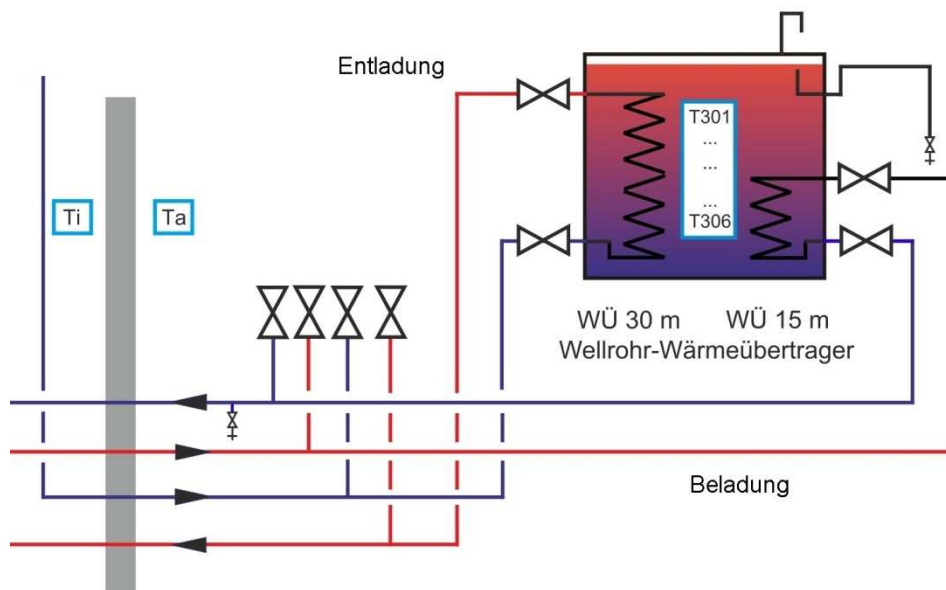 Entladung
T301
...
...
...
T306
Ti
Ta
WÜ 30 m WÜ 15 m
Wellrohr-Wärmeübertrager
Beladung